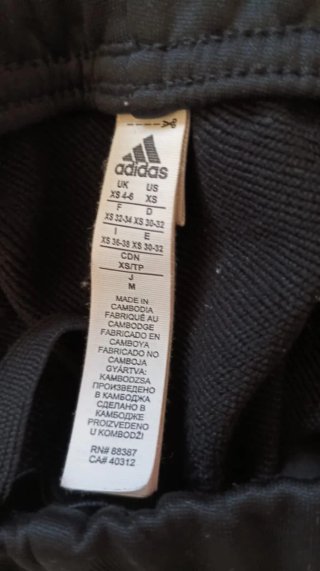 adidas
UK US
XS 4-6 XS
F D
XS 32-34 XS 30-32
I E
XS 36-38 XS 30-32
CDN
XS/TP
J
M
MADE IN
CAMBODIA
FABRIQUÉ AU
CAMBODGE
FABRICADO EN
CAMBOYA
FABRICADO NO
CAMBOJA
GYÁRTVA:
KAMBODZSA
ПРОИЗВЕДЕНО
В КАМБОДЖА
СДЕЛАНО В
КАМБОДЖЕ
PROIZVEDENO
U KOMBODŽI
RN# 88387
CA# 40312